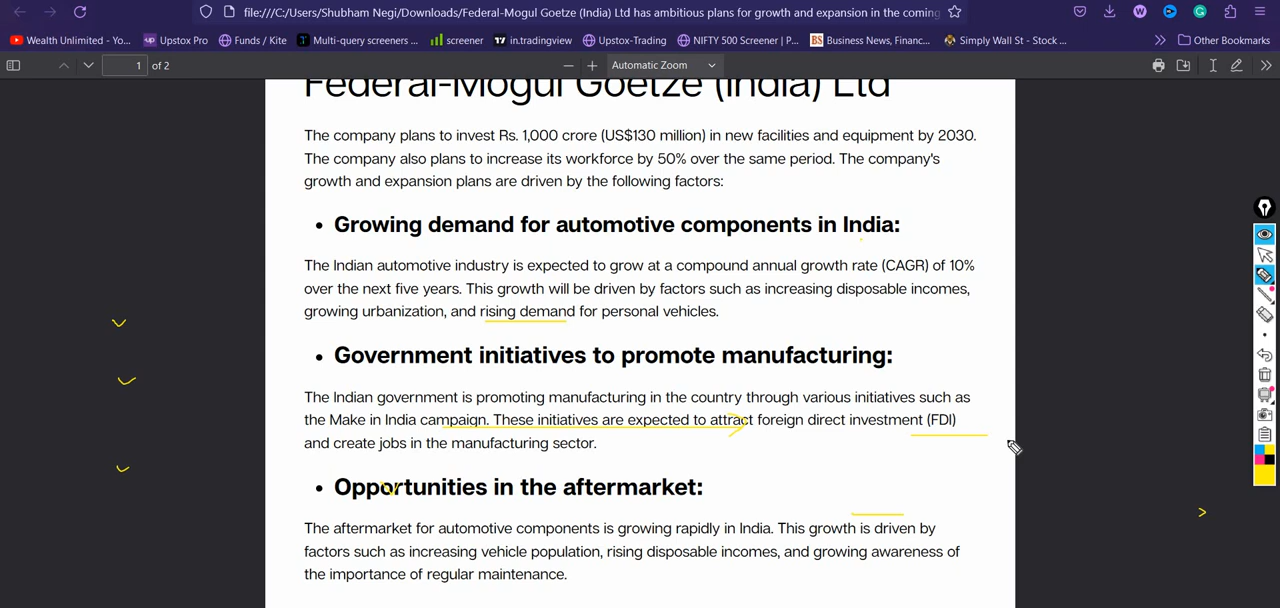 file:///C:/Users/Shubham Negi/Downloads/Federal-Mogul Goetze (India) Ltd has ambitious plans for growth and expansion in the coming
Wealth Unlimited - Yo...
Upstox Pro
Funds / Kite
Multi-query screeners ...
screener
in.tradingview
Upstox-Trading
NIFTY 500 Screener | P...
Business News, Financ...
Simply Wall St - Stock ...
Other Bookmarks
1 of 2
Automatic Zoom
Federal-Mogul Goetze (India) Ltd
The company plans to invest Rs. 1,000 crore (US$130 million) in new facilities and equipment by 2030.
The company also plans to increase its workforce by 50% over the same period. The company's
growth and expansion plans are driven by the following factors:
• Growing demand for automotive components in India:
The Indian automotive industry is expected to grow at a compound annual growth rate (CAGR) of 10%
over the next five years. This growth will be driven by factors such as increasing disposable incomes,
growing urbanization, and rising demand for personal vehicles.
• Government initiatives to promote manufacturing:
The Indian government is promoting manufacturing in the country through various initiatives such as
the Make in India campaign. These initiatives are expected to attract foreign direct investment (FDI)
and create jobs in the manufacturing sector.
• Opportunities in the aftermarket:
The aftermarket for automotive components is growing rapidly in India. This growth is driven by
factors such as increasing vehicle population, rising disposable incomes, and growing awareness of
the importance of regular maintenance.